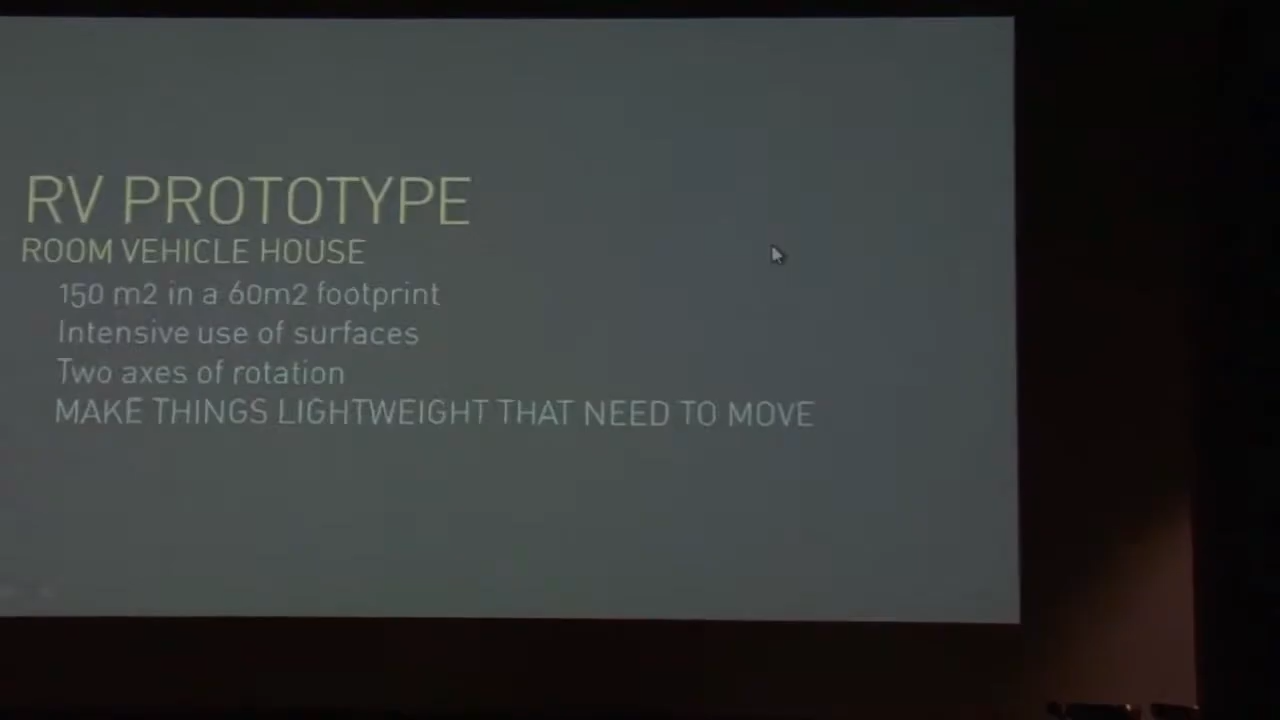 RV PROTOTYPE
ROOM VEHICLE HOUSE
150 m2 in a 60m2 footprint
Intensive use of surfaces
Two axes of rotation
MAKE THINGS LIGHTWEIGHT THAT NEED TO MOVE